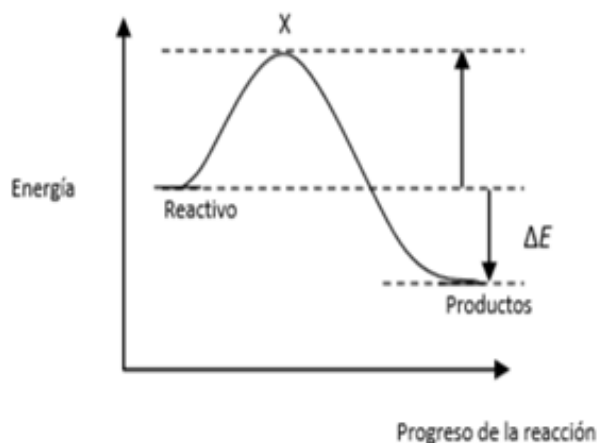 X
Energía
Reactivo
ΔE
Productos
Progreso de la reacción